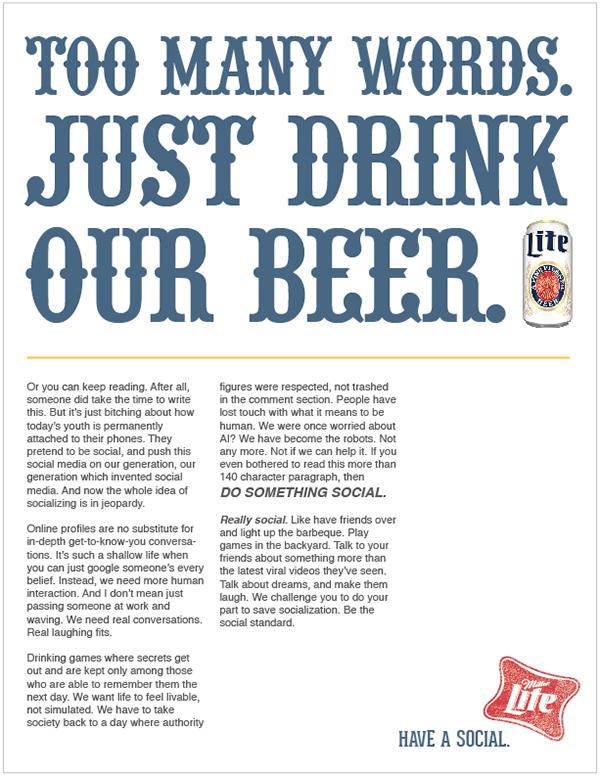 TOO MANY WORDS.
JUST DRINK
OUR BEER.
Lite
A FINE PILSNER
BEER
Or you can keep reading. After all,
someone did take the time to write
this. But it's just bitching about how
today's youth is permanently
attached to their phones. They
pretend to be social, and push this
social media on our generation, our
generation which invented social
media. And now the whole idea of
socializing is in jeopardy.
Online profiles are no substitute for
in-depth get-to-know-you conversa-
tions. It's such a shallow life when
you can just google someone's every
belief. Instead, we need more human
interaction. And I don't mean just
passing someone at work and
waving. We need real conversations.
Real laughing fits.
Drinking games where secrets get
out and are kept only among those
who are able to remember them the
next day. We want life to feel livable,
not simulated. We have to take
society back to a day where authority
figures were respected, not trashed
in the comment section. People have
lost touch with what it means to be
human. We were once worried about
AI? We have become the robots. Not
any more. Not if we can help it. If you
even bothered to read this more than
140 character paragraph, then
DO SOMETHING SOCIAL.
Really social. Like have friends over
and light up the barbeque. Play
games in the backyard. Talk to your
friends about something more than
the latest viral videos they've seen.
Talk about dreams, and make them
laugh. We challenge you to do your
part to save socialization. Be the
social standard.
Miller
Lite
HAVE A SOCIAL.